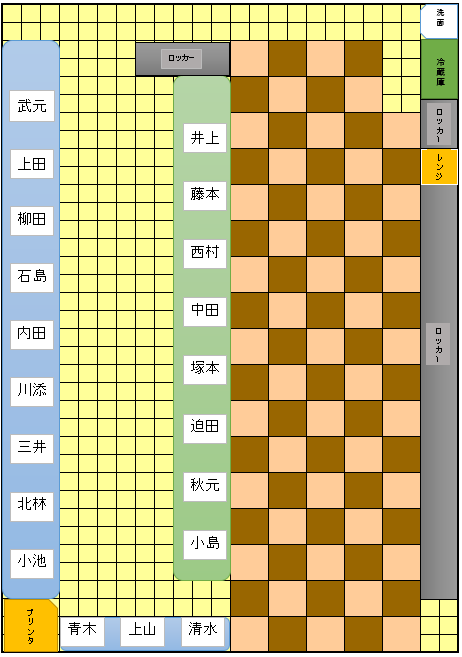 洗面
ロッカー
冷蔵庫
武元
ロッカー
井上
上田
レンジ
藤本
柳田
西村
石島
中田
内田
ロッカー
塚本
川添
迫田
三井
秋元
北林
小島
小池
プリンタ
青木
上山
清水